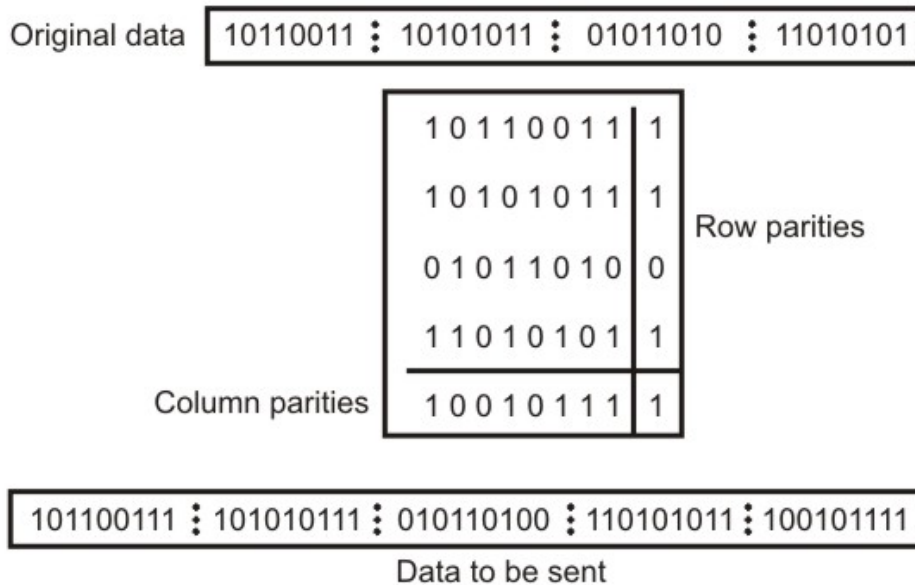 Original data 10110011 10101011 01011010 11010101
1 0 1 1 0 0 1 1 1
1 0 1 0 1 0 1 1 1
Row parities
0 1 0 1 1 0 1 0 0
1 1 0 1 0 1 0 1 1
Column parities 1 0 0 1 0 1 1 1 1
101100111 101010111 010110100 110101011 100101111
Data to be sent